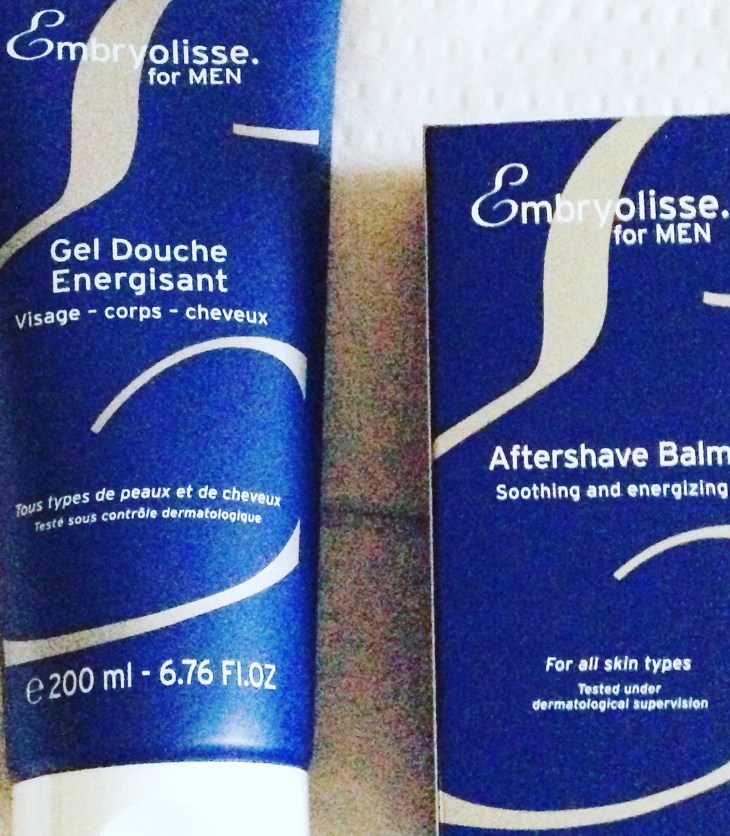 Embryolisse.
for MEN
Gel Douche
Energisant
Visage - corps - cheveux
Tous types de peaux et de cheveux
Testé sous contrôle dermatologique
e 200 ml - 6.76 Fl.OZ
Embryolisse.
for MEN
Aftershave Balm
Soothing and energizing
For all skin types
Tested under
dermatological supervision